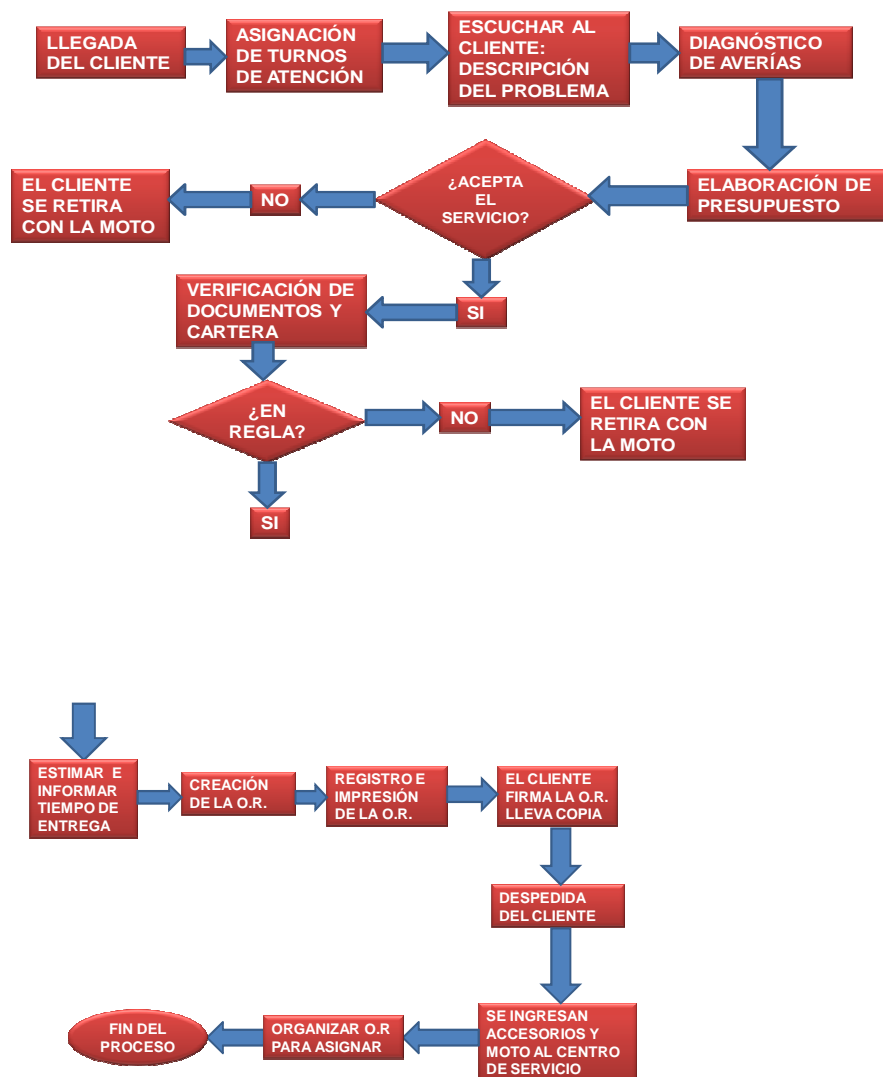 LLEGADA
DEL CLIENTE
ASIGNACIÓN
DE TURNOS
DE ATENCIÓN
ESCUCHAR AL
CLIENTE:
DESCRIPCIÓN
DEL PROBLEMA
DIAGNÓSTICO
DE AVERÍAS
EL CLIENTE
SE RETIRA
CON LA MOTO
NO
¿ACEPTA
EL
SERVICIO?
ELABORACIÓN DE
PRESUPUESTO
VERIFICACIÓN DE
DOCUMENTOS Y
CARTERA
SI
¿EN
REGLA?
NO
EL CLIENTE SE
RETIRA CON
LA MOTO
SI
ESTIMAR E
INFORMAR
TIEMPO DE
ENTREGA
CREACIÓN
DE LA O.R.
REGISTRO E
IMPRESIÓN
DE LA O.R.
EL CLIENTE
FIRMA LA O.R.
LLEVA COPIA
DESPEDIDA
DEL CLIENTE
FIN DEL
PROCESO
ORGANIZAR O.R
PARA ASIGNAR
SE INGRESAN
ACCESORIOS Y
MOTO AL CENTRO
DE SERVICIO